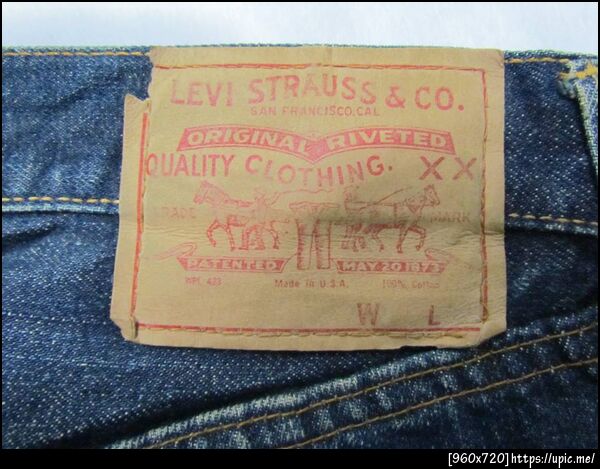 LEVI STRAUSS & CO.
SAN FRANCISCO, CAL
ORIGINAL RIVETED
QUALITY CLOTHING. XX
TRADE MARK
PATENTED MAY 20 1873
WPL 423 Made in U.S.A. 100% Cotton
W L
[960x720]https://upic.me/